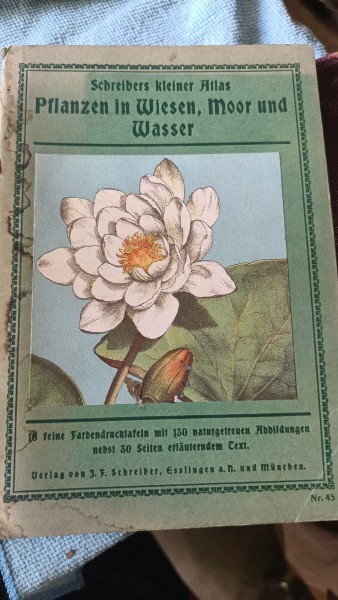 Schreibers kleiner Atlas
Pflanzen in Wiesen, Moor und
Wasser
18 feine Farbendrucktafeln mit 130 naturgetreuen Abbildungen
nebst 30 Seiten erläuterndem Text.
Verlag von J. F. Schreiber, Esslingen a.N. und München.
Nr. 45